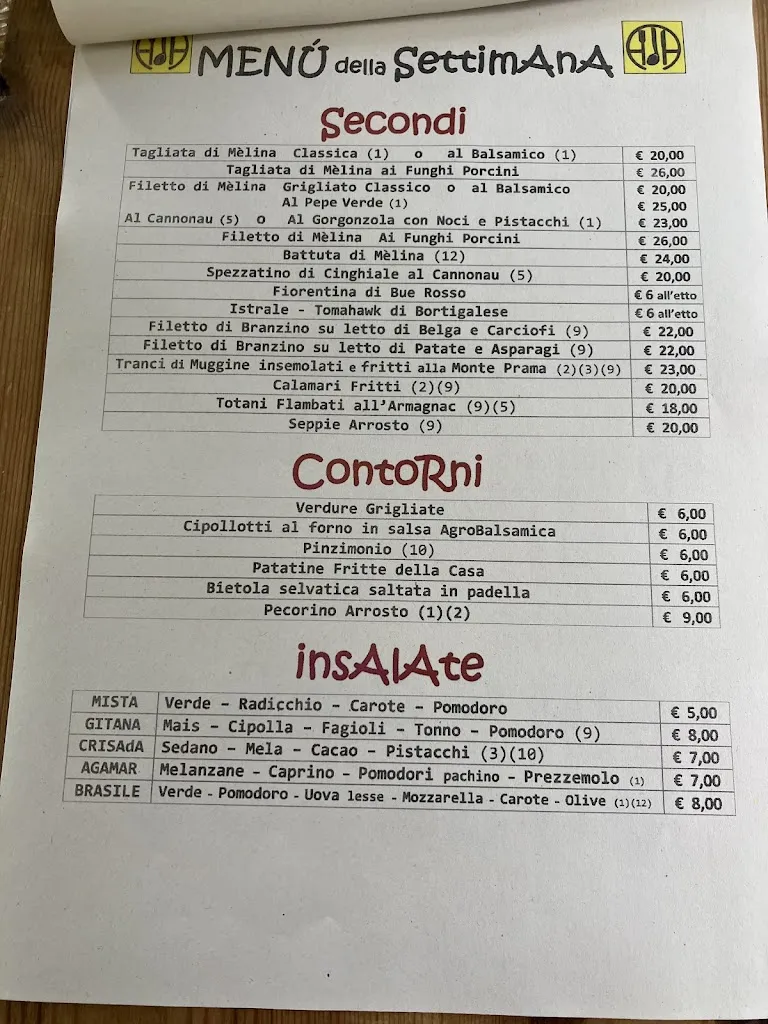 MENÚ della SettimAnA
Secondi
Tagliata di Mèlina Classica (1) o al Balsamico (1) € 20,00
Tagliata di Mèlina ai Funghi Porcini € 26,00
Filetto di Mèlina Grigliato Classico o al Balsamico € 20,00
Al Pepe Verde (1) € 25,00
Al Cannonau (5) o Al Gorgonzola con Noci e Pistacchi (1) € 23,00
Filetto di Mèlina Ai Funghi Porcini € 26,00
Battuta di Mèlina (12) € 24,00
Spezzatino di Cinghiale al Cannonau (5) € 20,00
Fiorentina di Bue Rosso € 6 all'etto
Istrale - Tomahawk di Bortigalese € 6 all'etto
Filetto di Branzino su letto di Belga e Carciofi (9) € 22,00
Filetto di Branzino su letto di Patate e Asparagi (9) € 22,00
Tranci di Muggine insemolati e fritti alla Monte Prama (2)(3)(9) € 23,00
Calamari Fritti (2)(9) € 20,00
Totani Flambati all'Armagnac (9)(5) € 18,00
Seppie Arrosto (9) € 20,00
ContoRni
Verdure Grigliate € 6,00
Cipollotti al forno in salsa AgroBalsamica € 6,00
Pinzimonio (10) € 6,00
Patatine Fritte della Casa € 6,00
Bietola selvatica saltata in padella € 6,00
Pecorino Arrosto (1)(2) € 9,00
insAlAte
MISTA Verde – Radicchio – Carote – Pomodoro € 5,00
GITANA Mais – Cipolla – Fagioli – Tonno – Pomodoro (9) € 8,00
CRISAdA Sedano – Mela – Cacao – Pistacchi (3)(10) € 7,00
AGAMAR Melanzane – Caprino – Pomodori pachino – Prezzemolo (1) € 7,00
BRASILE Verde - Pomodoro - Uova lesse - Mozzarella - Carote - Olive (1)(12) € 8,00